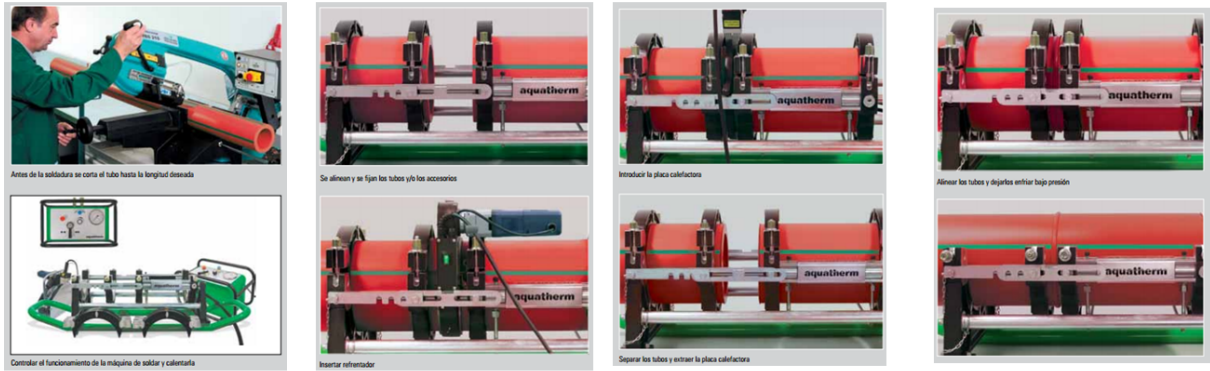 Antes de la soldadura se corta el tubo hasta la longitud deseada
Controlar el funcionamiento de la máquina de soldar y calentarla
aquatherm
Se alinean y se fijan los tubos y/o los accesorios
aquatherm
Insertar refrentador
aquatherm
Introducir la placa calefactora
aquatherm
Separar los tubos y extraer la placa calefactora
aquatherm
Alinear los tubos y dejarlos enfriar bajo presión
aquatherm